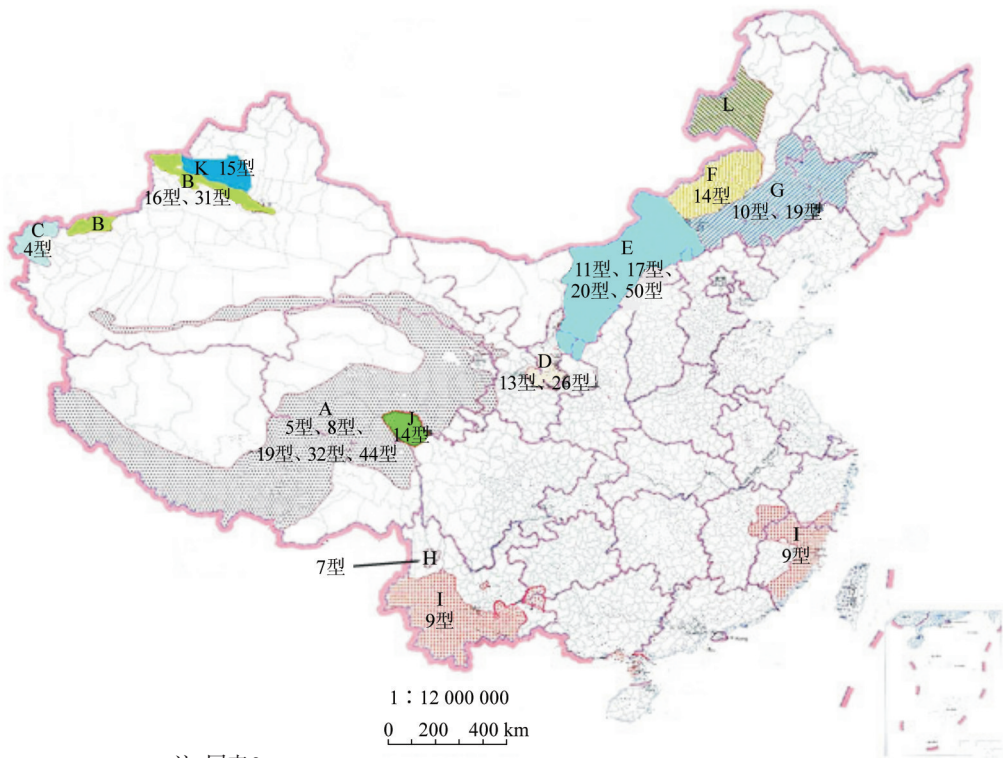 L
K 15型
B
16型、31型
F
14型
G
10型、19型
C
4型
B
E
11型、17型、
20型、50型
D
13型、26型
A
5型、8型、
19型、32型、44型
J
14型
I
9型
H
7型
I
9型
1∶12 000 000
0 200 400 km